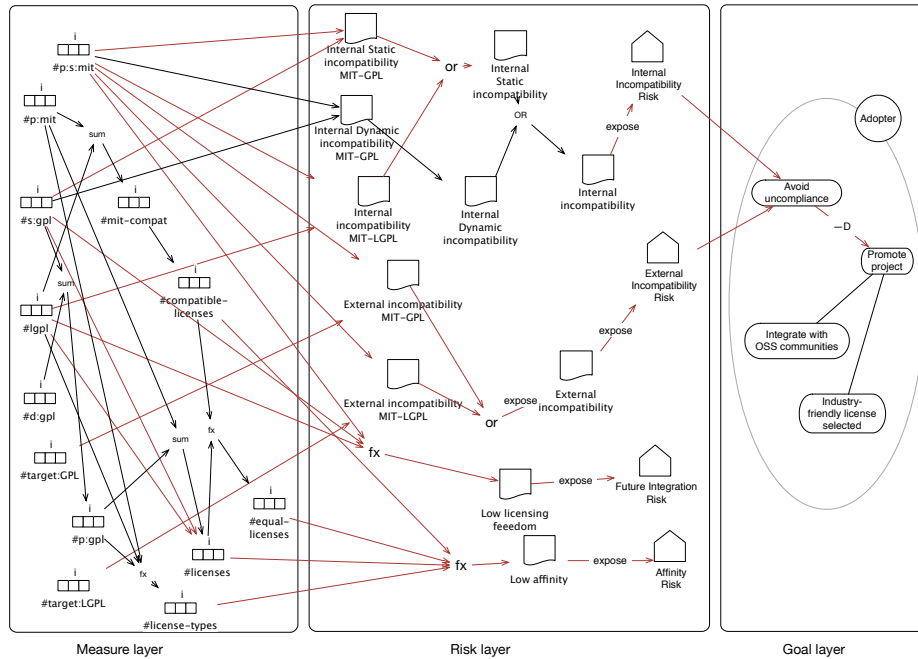 i
#p:s:mit
i
#p:mit
sum
i
#s:gpl
i
#mit-compat
sum
i
#lgpl
i
#compatible-
licenses
i
#d:gpl
sum
fx
i
#target:GPL
i
#p:gpl
i
#equal-
licenses
i
#licenses
fx
i
#target:LGPL
i
#license-types
Measure layer
Internal Static
incompatibility
MIT-GPL
or
Internal
Static
incompatibility
Internal
Incompatibility
Risk
Internal Dynamic
incompatibility
MIT-GPL
OR
expose
Internal
incompatibility
MIT-LGPL
Internal Dynamic
incompatibility
Internal
incompatibility
External incompatibility
MIT-GPL
External
Incompatibility
Risk
expose
External incompatibility
MIT-LGPL
expose
or
External
incompatibility
fx
Low licensing
feedom
expose
Future Integration
Risk
fx
Low affinity
expose
Affinity
Risk
Risk layer
Adopter
Avoid
uncompliance
—D
Promote
project
Integrate with
OSS communities
Industry-
friendly license
selected
Goal layer